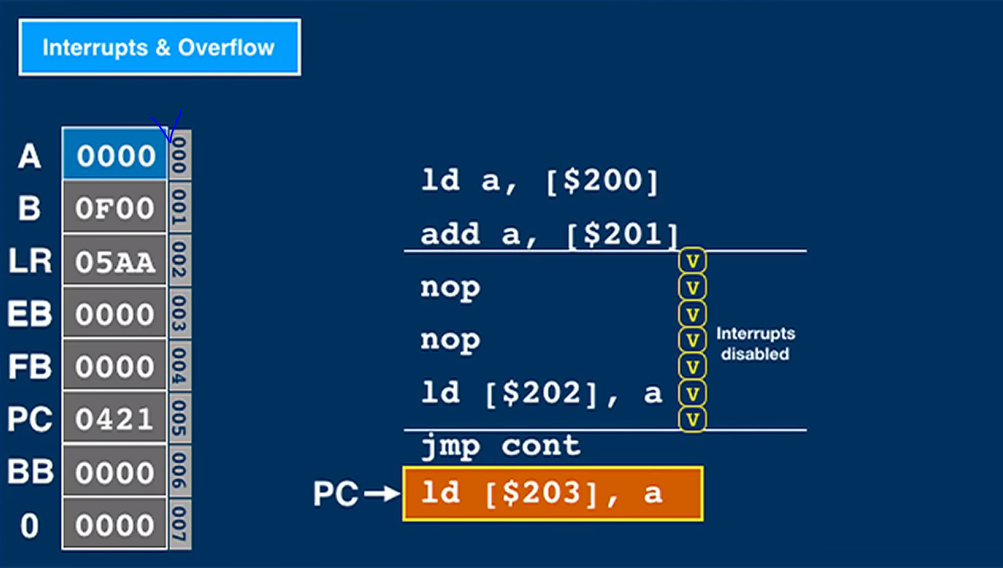 Interrupts & Overflow
A 0000 000
B 0F00 001
LR 05AA 002
EB 0000 003
FB 0000 004
PC 0421 005
BB 0000 006
0 0000 007
ld a, [$200]
add a, [$201]
V
nop
V
V
nop
V
Interrupts
disabled
V
ld [$202], a
V
V
jmp cont
PC
ld [$203], a